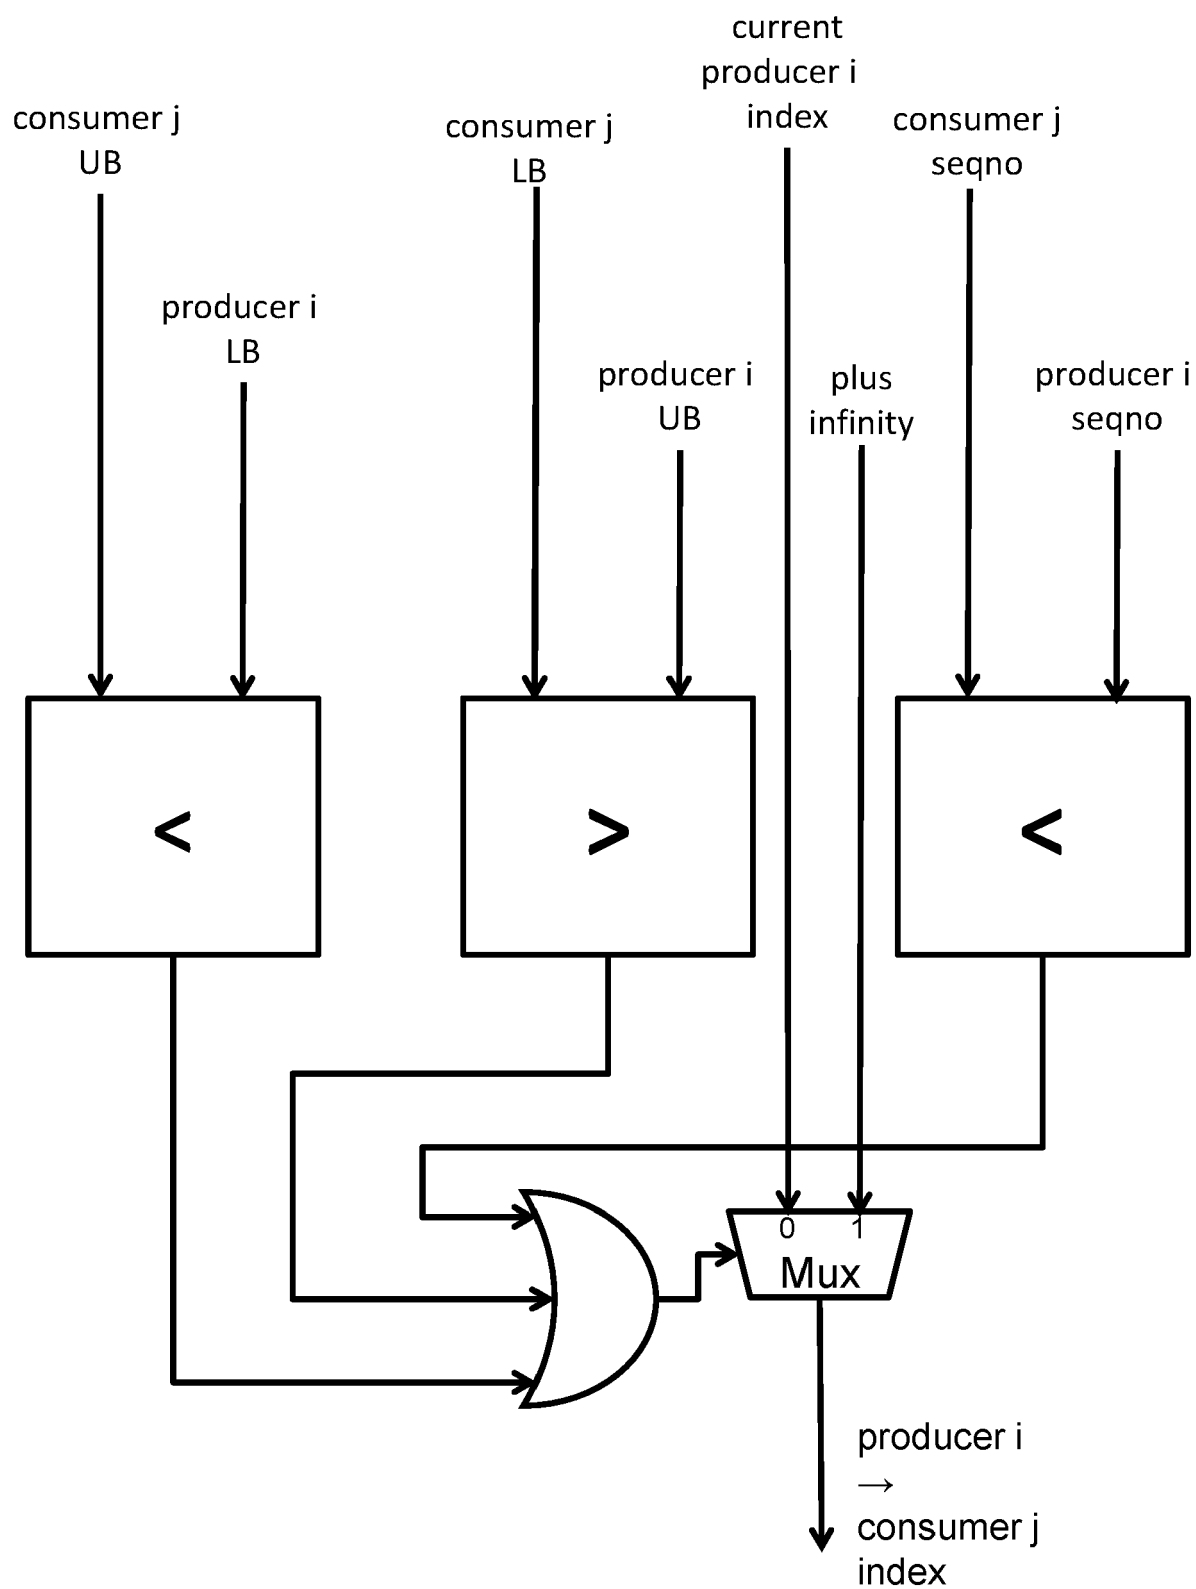 current
producer i
index
consumer j
UB
consumer j
LB
consumer j
seqno
producer i
LB
producer i
UB
plus
infinity
producer i
seqno
<
>
<
0
1
Mux
producer i
→
consumer j
index